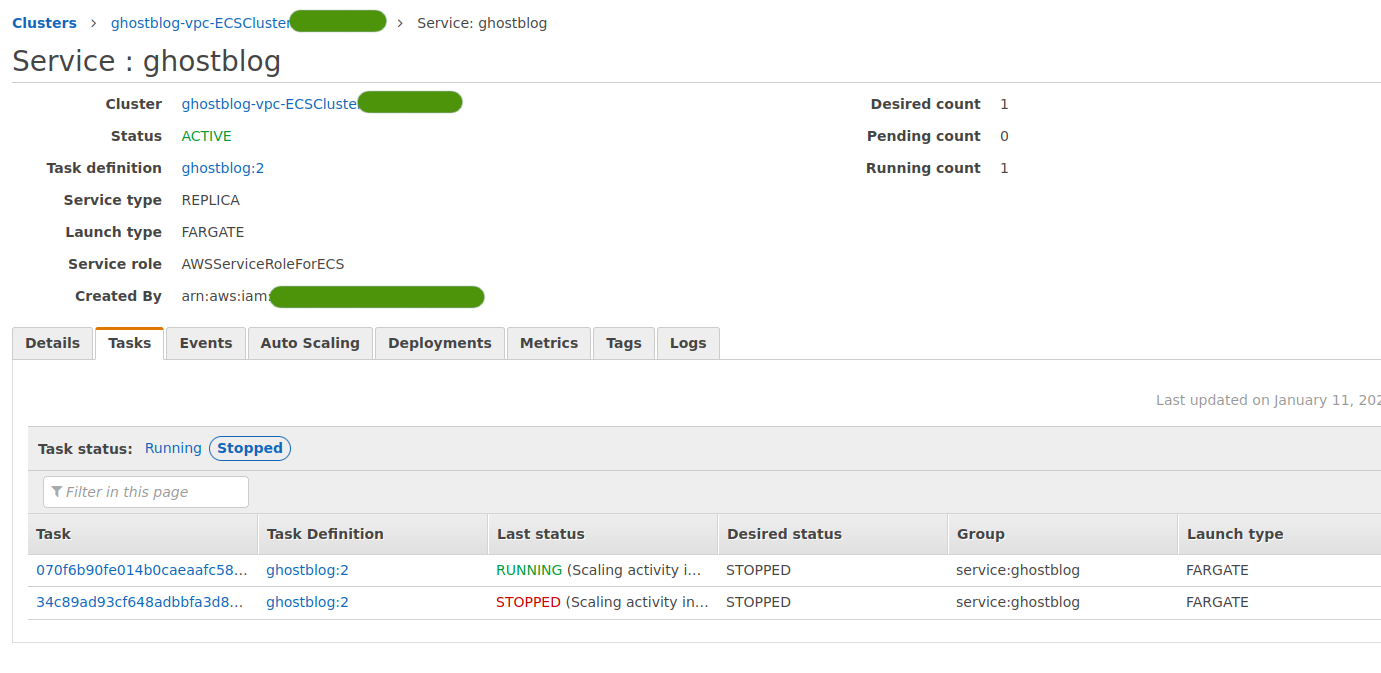 Clusters > ghostblog-vpc-ECSCluster > Service: ghostblog
Service : ghostblog
Cluster ghostblog-vpc-ECSCluster Desired count 1
Status ACTIVE Pending count 0
Task definition ghostblog:2 Running count 1
Service type REPLICA
Launch type FARGATE
Service role AWSServiceRoleForECS
Created By arn:aws:iam:
Details Tasks Events Auto Scaling Deployments Metrics Tags Logs
Last updated on January 11, 202
Task status: Running Stopped
Filter in this page
Task Task Definition Last status Desired status Group Launch type
070f6b90fe014b0caeaafc58... ghostblog:2 RUNNING (Scaling activity i... STOPPED service:ghostblog FARGATE
34c89ad93cf648adbbfa3d8... ghostblog:2 STOPPED (Scaling activity in... STOPPED service:ghostblog FARGATE